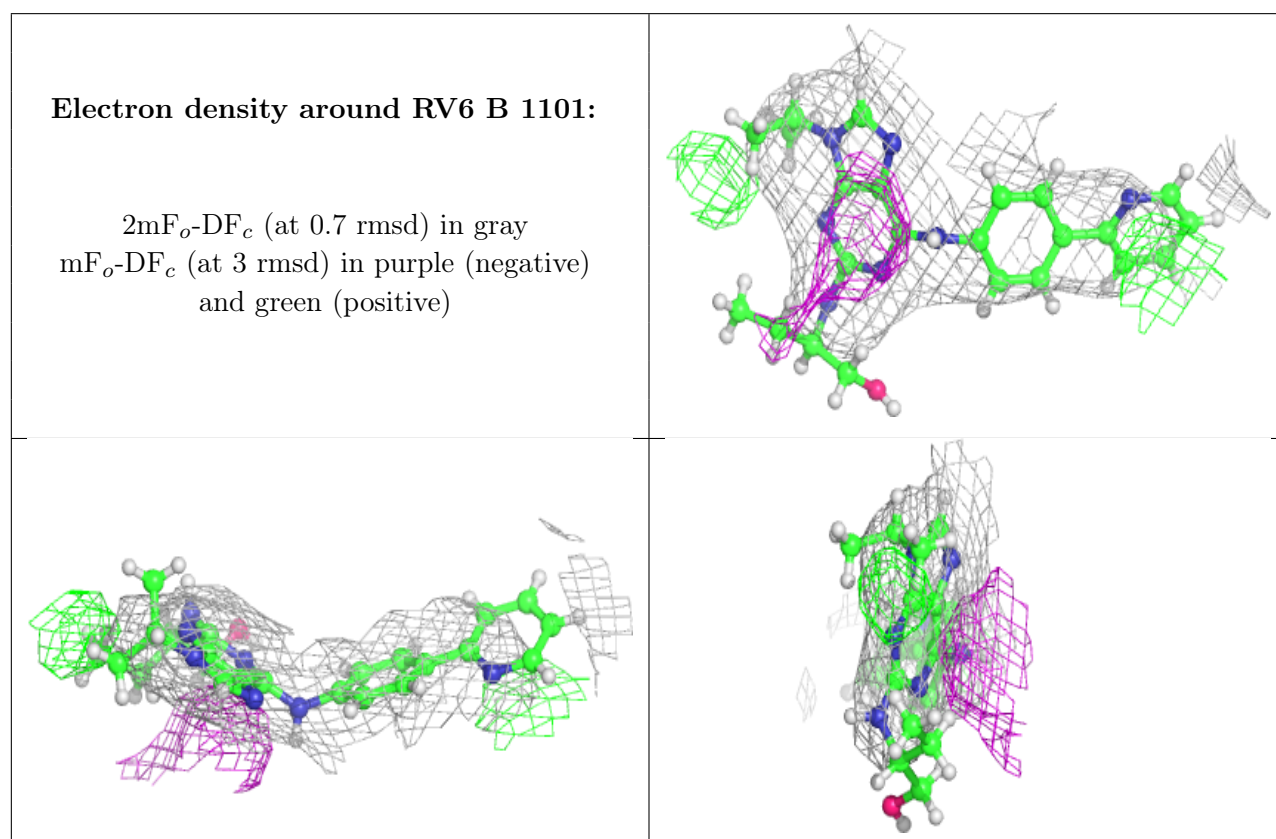 Electron density around RV6 B 1101:
2mFo-DFc (at 0.7 rmsd) in gray
mFo-DFc (at 3 rmsd) in purple (negative)
and green (positive)